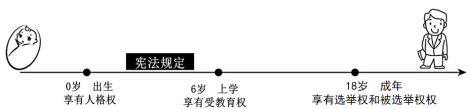 宪法规定
0岁 出生
享有人格权
6岁 上学
享有受教育权
18岁 成年
享有选举权和被选举权权